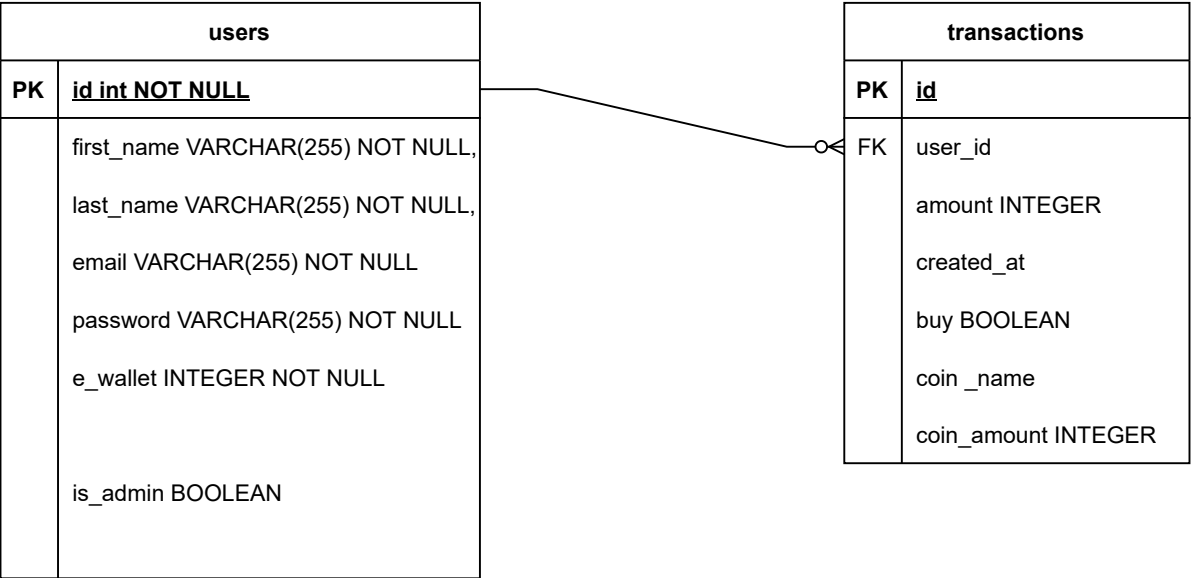 users
PK id int NOT NULL
first_name VARCHAR(255) NOT NULL,
last_name VARCHAR(255) NOT NULL,
email VARCHAR(255) NOT NULL
password VARCHAR(255) NOT NULL
e_wallet INTEGER NOT NULL
is_admin BOOLEAN
transactions
PK id
FK user_id
amount INTEGER
created_at
buy BOOLEAN
coin _name
coin_amount INTEGER